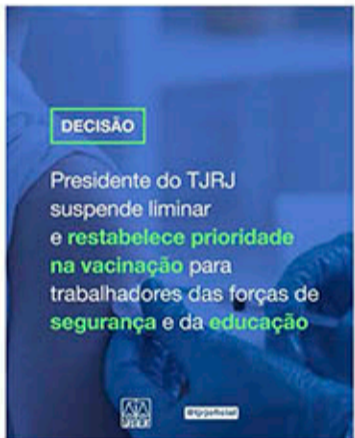 DECISÃO
Presidente do TJRJ
suspende liminar
e restabelece prioridade
na vacinação para
trabalhadores das forças de
segurança e da educação
@tjrjoficial